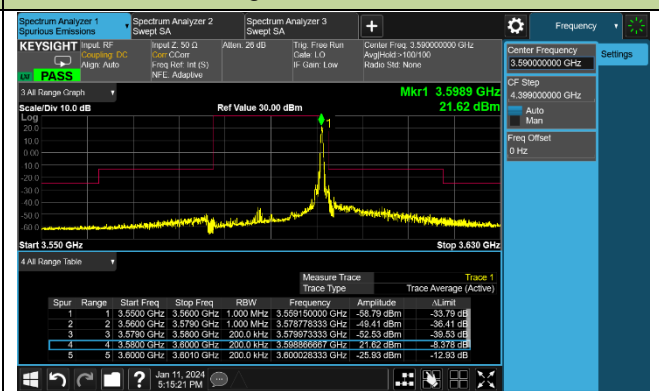 Spectrum Analyzer 1
Spurious Emissions
Spectrum Analyzer 2
Swept SA
Spectrum Analyzer 3
Swept SA
+
Frequency
KEYSIGHT
Input: RF
Coupling: DC
Align: Auto
Input Z: 50 Ω
Corr CCorr
Freq Ref: Int (S)
NFE: Adaptive
Atten: 26 dB
Trig: Free Run
Gate: LO
IF Gain: Low
Center Freq: 3.590000000 GHz
Avg|Hold:>100/100
Radio Std: None
LW PASS
Center Frequency
3.590000000 GHz
Settings
CF Step
4.399000000 GHz
Auto
Man
Freq Offset
0 Hz
3 All Range Graph
Mkr1 3.5989 GHz
21.62 dBm
Scale/Div 10.0 dB
Ref Value 30.00 dBm
Log
20.0
10.0
0.00
-10.0
-20.0
-30.0
-40.0
-50.0
-60.0
1
Start 3.550 GHz
Stop 3.630 GHz
4 All Range Table
Measure Trace Trace 1
Trace Type Trace Average (Active)
Spur Range Start Freq Stop Freq RBW Frequency Amplitude ΔLimit
1 1 3.5500 GHz 3.5600 GHz 1.000 MHz 3.559150000 GHz -58.79 dBm -33.79 dB
2 2 3.5600 GHz 3.5790 GHz 1.000 MHz 3.578778333 GHz -49.41 dBm -36.41 dB
3 3 3.5790 GHz 3.5800 GHz 200.0 kHz 3.579973333 GHz -52.53 dBm -39.53 dB
4 4 3.5800 GHz 3.6000 GHz 200.0 kHz 3.598866667 GHz 21.62 dBm -8.378 dB
5 5 3.6000 GHz 3.6010 GHz 200.0 kHz 3.600028333 GHz -25.93 dBm -12.93 dB
?
Jan 11, 2024
5:15:21 PM